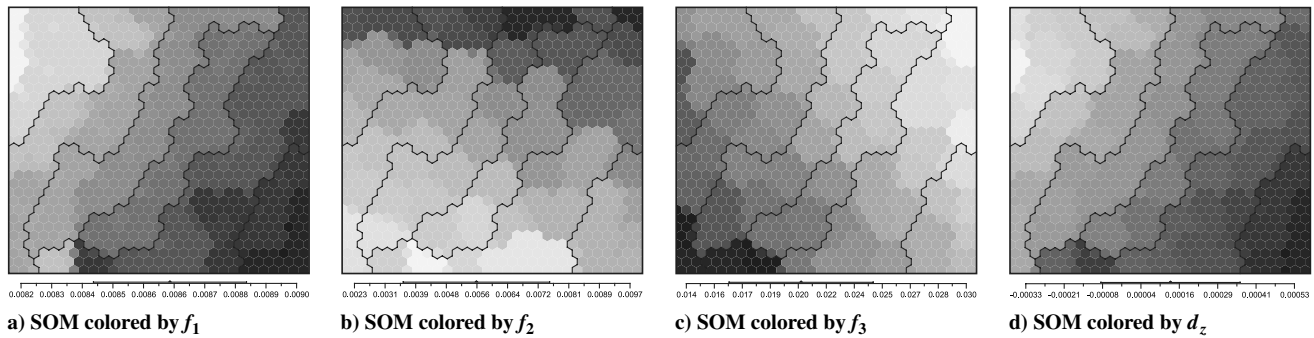 0.0082 0.0083 0.0084 0.0085 0.0086 0.0086 0.0087 0.0088 0.0089 0.0090
0.0023 0.0031 0.0039 0.0048 0.0056 0.0064 0.0072 0.0081 0.0089 0.0097
0.014 0.016 0.017 0.019 0.020 0.022 0.024 0.025 0.027 0.028 0.030
-0.00033 -0.00021 -0.00008 0.00004 0.00016 0.00029 0.00041 0.00053
a) SOM colored by f1
b) SOM colored by f2
c) SOM colored by f3
d) SOM colored by dz